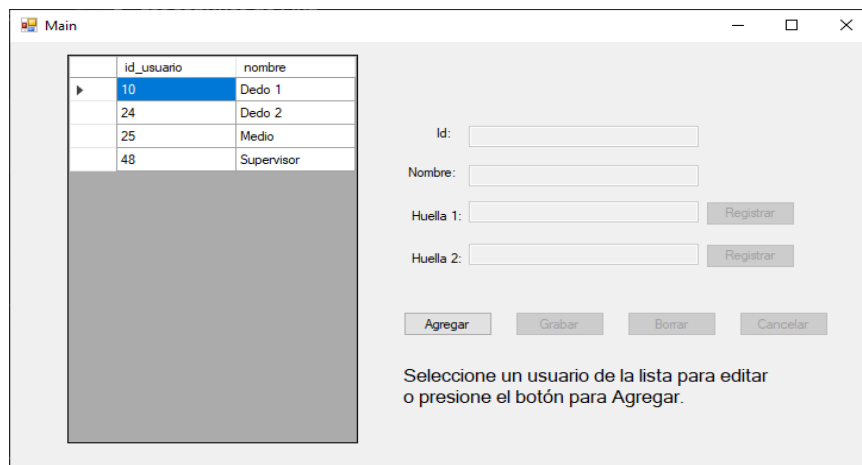 Main
id_usuario nombre
10 Dedo 1
24 Dedo 2
25 Medio
48 Supervisor
Id:
Nombre:
Huella 1: Registrar
Huella 2: Registrar
Agregar Grabar Borrar Cancelar
Seleccione un usuario de la lista para editar
o presione el botón para Agregar.